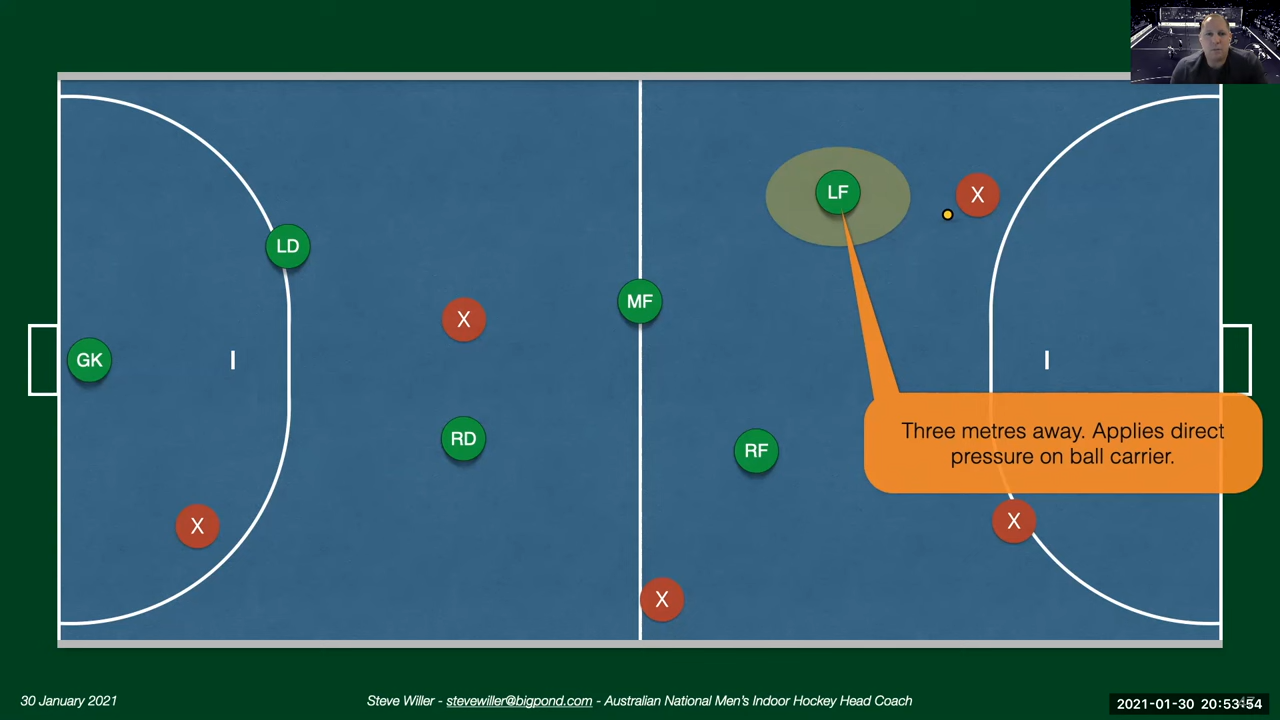 LF
X
LD
MF
X
GK
Three metres away. Applies direct
pressure on ball carrier.
RD
RF
X
X
X
30 January 2021
Steve Willer - stevewiller@bigpond.com - Australian National Men's Indoor Hockey Head Coach
2021-01-30 20:53:54